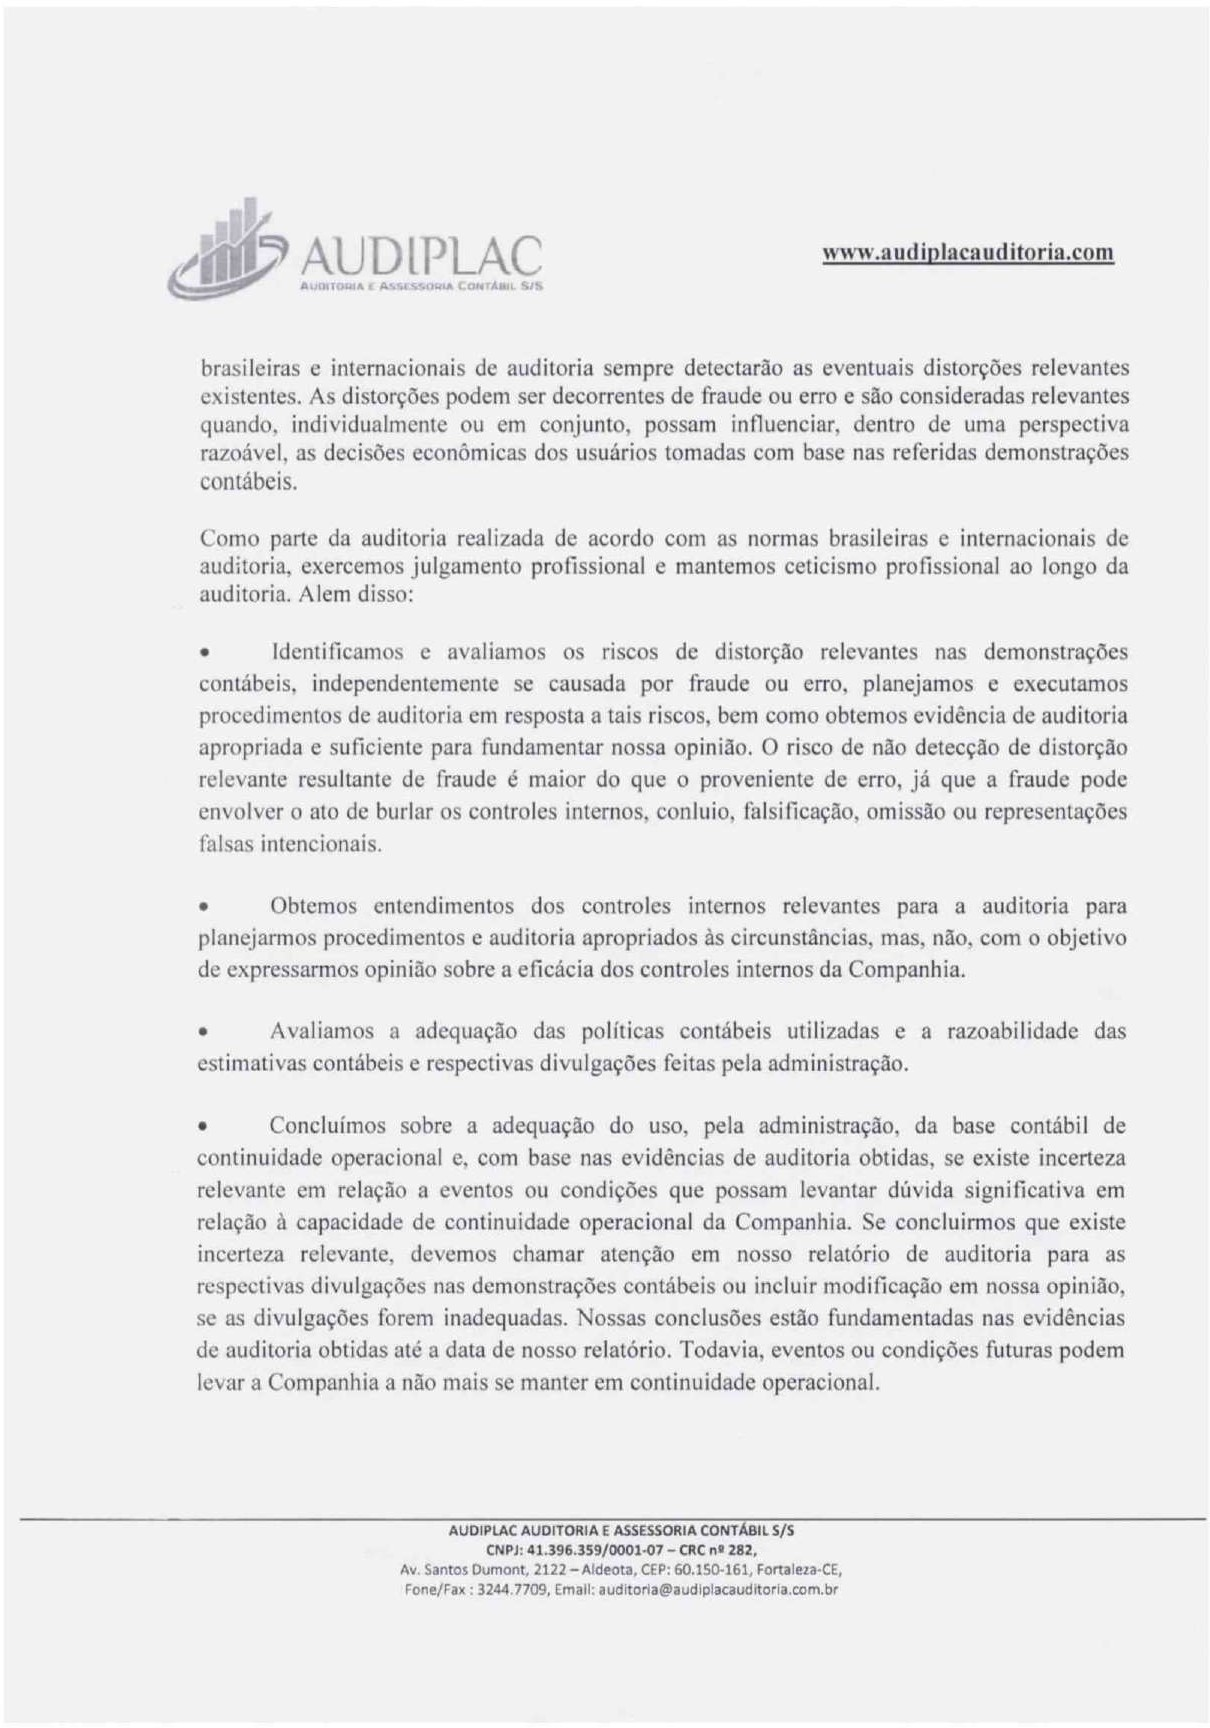 AUDIPLAC
AUDITORIA E ASSESSORIA CONTÁBIL S/S
www.audiplacauditoria.com
brasileiras e internacionais de auditoria sempre detectarão as eventuais distorções relevantes
existentes. As distorções podem ser decorrentes de fraude ou erro e são consideradas relevantes
quando, individualmente ou em conjunto, possam influenciar, dentro de uma perspectiva
razoável, as decisões econômicas dos usuários tomadas com base nas referidas demonstrações
contábeis.
Como parte da auditoria realizada de acordo com as normas brasileiras e internacionais de
auditoria, exercemos julgamento profissional e mantemos ceticismo profissional ao longo da
auditoria. Alem disso:
• Identificamos e avaliamos os riscos de distorção relevantes nas demonstrações
contábeis, independentemente se causada por fraude ou erro, planejamos e executamos
procedimentos de auditoria em resposta a tais riscos, bem como obtemos evidência de auditoria
apropriada e suficiente para fundamentar nossa opinião. O risco de não detecção de distorção
relevante resultante de fraude é maior do que o proveniente de erro, já que a fraude pode
envolver o ato de burlar os controles internos, conluio, falsificação, omissão ou representações
falsas intencionais.
• Obtemos entendimentos dos controles internos relevantes para a auditoria para
planejarmos procedimentos e auditoria apropriados às circunstâncias, mas, não, com o objetivo
de expressarmos opinião sobre a eficácia dos controles internos da Companhia.
• Avaliamos a adequação das políticas contábeis utilizadas e a razoabilidade das
estimativas contábeis e respectivas divulgações feitas pela administração.
• Concluímos sobre a adequação do uso, pela administração, da base contábil de
continuidade operacional e, com base nas evidências de auditoria obtidas, se existe incerteza
relevante em relação a eventos ou condições que possam levantar dúvida significativa em
relação à capacidade de continuidade operacional da Companhia. Se concluirmos que existe
incerteza relevante, devemos chamar atenção em nosso relatório de auditoria para as
respectivas divulgações nas demonstrações contábeis ou incluir modificação em nossa opinião,
se as divulgações forem inadequadas. Nossas conclusões estão fundamentadas nas evidências
de auditoria obtidas até a data de nosso relatório. Todavia, eventos ou condições futuras podem
levar a Companhia a não mais se manter em continuidade operacional.
AUDIPLAC AUDITORIA E ASSESSORIA CONTÁBIL S/S
CNPJ: 41.396.359/0001-07 – CRC nº 282,
Av. Santos Dumont, 2122 – Aldeota, CEP: 60.150-161, Fortaleza-CE,
Fone/Fax : 3244.7709, Email: auditoria@audiplacauditoria.com.br